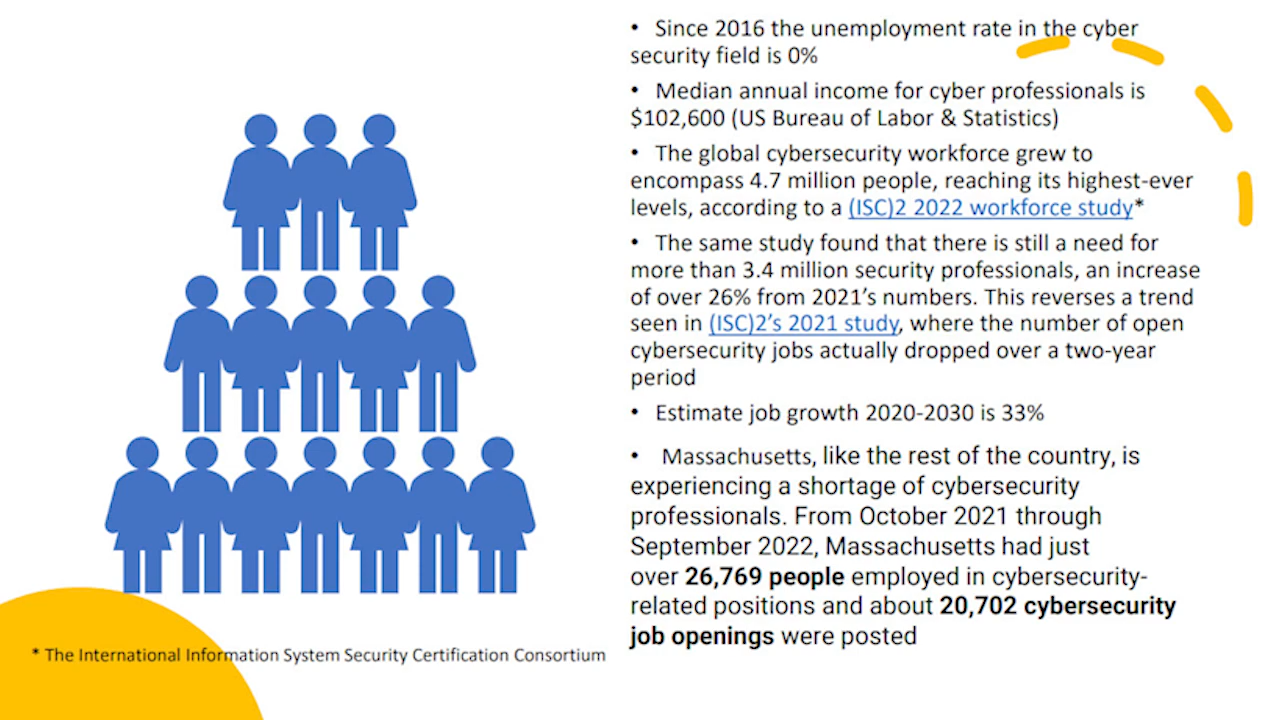 • Since 2016 the unemployment rate in the cyber
security field is 0%
• Median annual income for cyber professionals is
$102,600 (US Bureau of Labor & Statistics)
• The global cybersecurity workforce grew to
encompass 4.7 million people, reaching its highest-ever
levels, according to a (ISC)2 2022 workforce study*
• The same study found that there is still a need for
more than 3.4 million security professionals, an increase
of over 26% from 2021’s numbers. This reverses a trend
seen in (ISC)2’s 2021 study, where the number of open
cybersecurity jobs actually dropped over a two-year
period
• Estimate job growth 2020-2030 is 33%
• Massachusetts, like the rest of the country, is
experiencing a shortage of cybersecurity
professionals. From October 2021 through
September 2022, Massachusetts had just
over 26,769 people employed in cybersecurity-
related positions and about 20,702 cybersecurity
job openings were posted
* The International Information System Security Certification Consortium